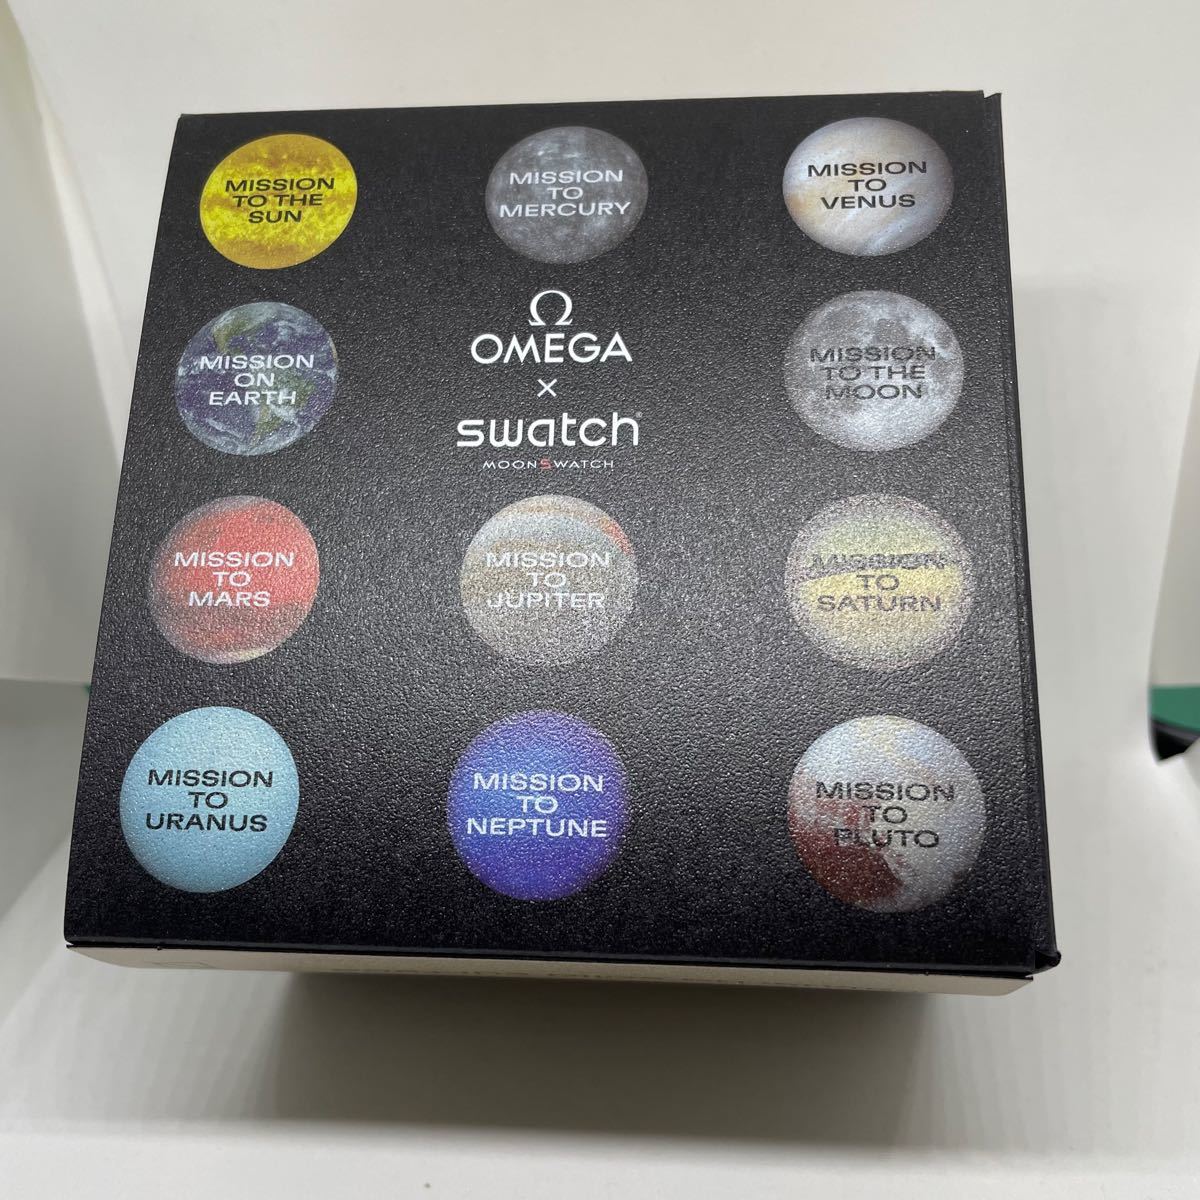 MISSION
TO THE
SUN
MISSION
TO
MERCURY
MISSION
TO
VENUS
MISSION
ON
EARTH
Ω
OMEGA
×
swatch®
MOONSWATCH
MISSION
TO THE
MOON
MISSION
TO
MARS
MISSION
TO
JUPITER
MISSION
TO
SATURN
MISSION
TO
URANUS
MISSION
TO
NEPTUNE
MISSION
TO
PLUTO